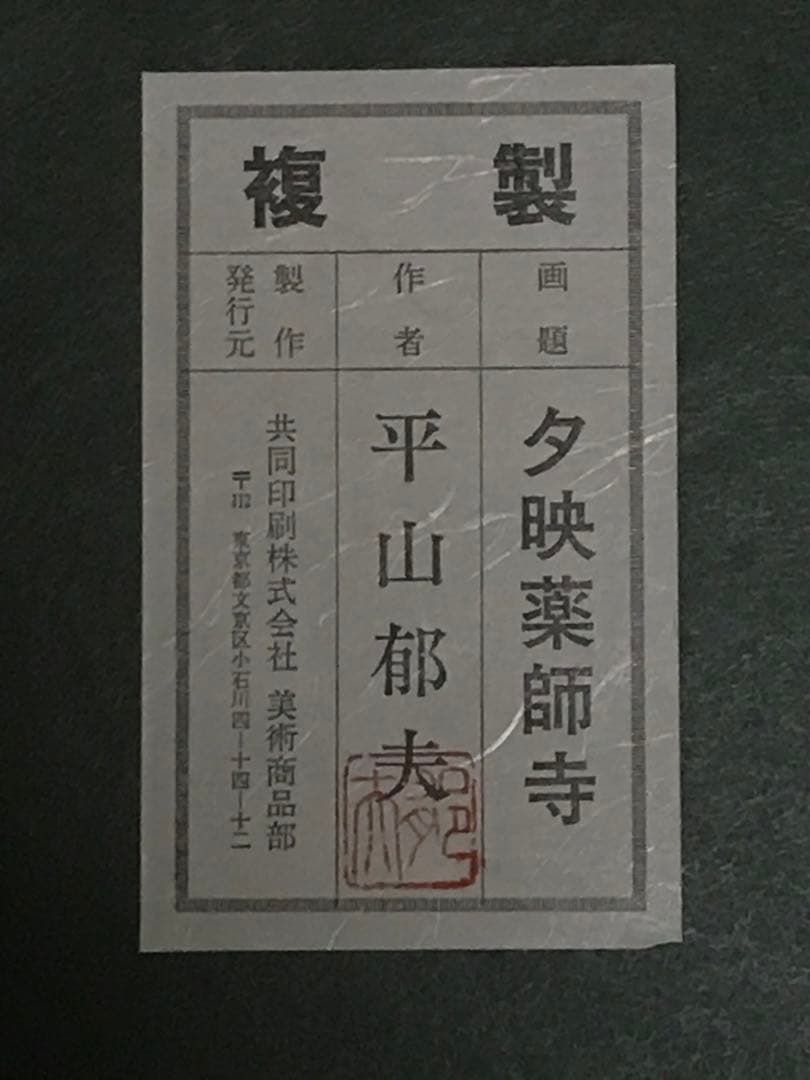 複製
画題
夕映薬師寺
作者
平山郁夫
製作
発行元
共同印刷株式会社 美術商品部
〒112 東京都文京区小石川四ー十四ー十二